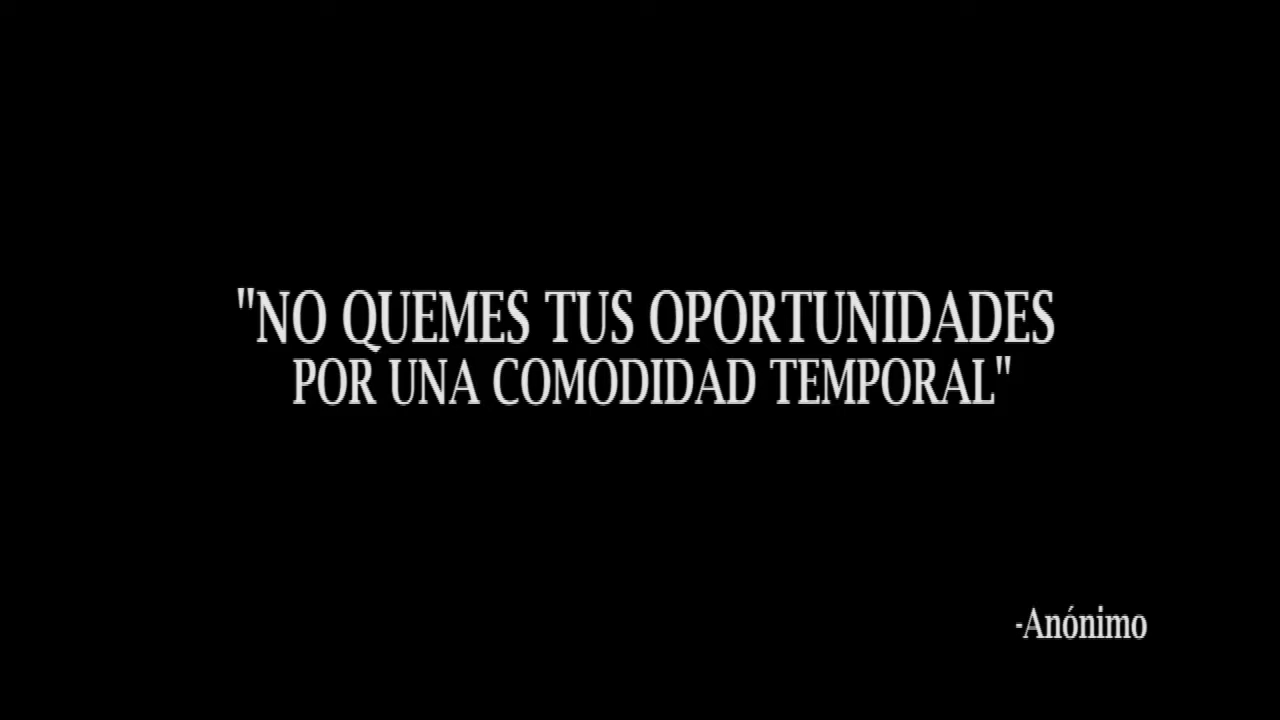 "NO QUEMES TUS OPORTUNIDADES
POR UNA COMODIDAD TEMPORAL"
-Anónimo